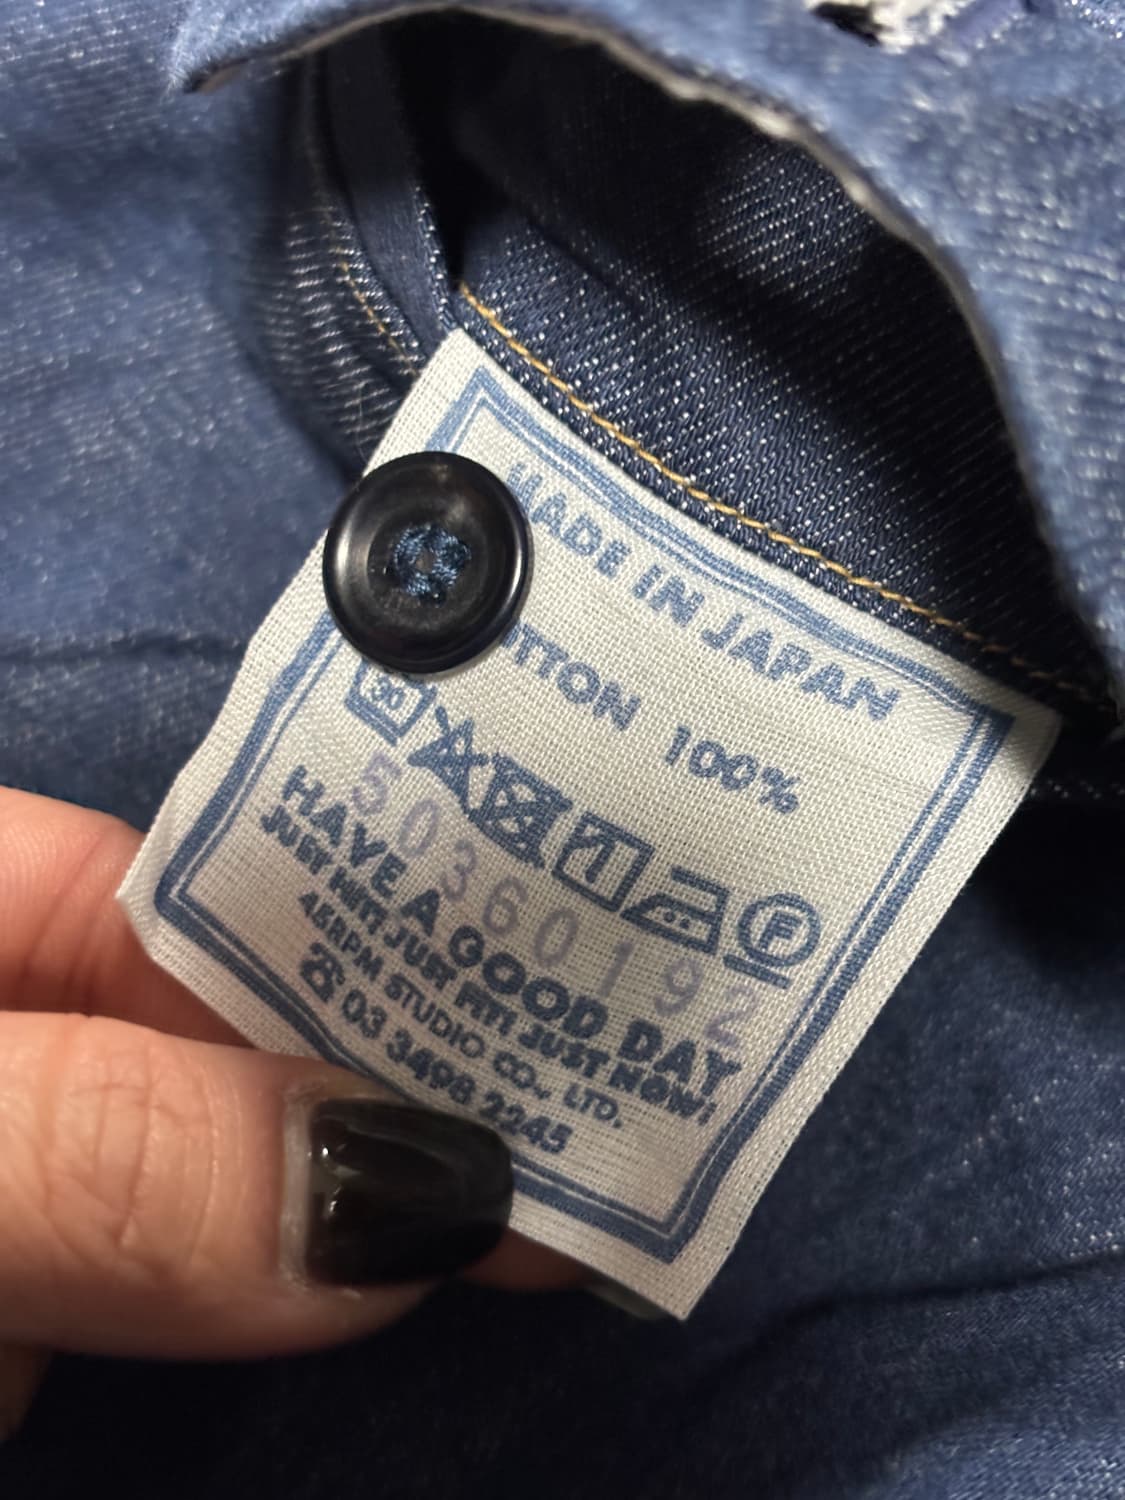 MADE IN JAPAN
COTTON 100%
30
F
50360192
HAVE A GOOD DAY
JUST HIT! JUST FIT! JUST NOW!
45RPM STUDIO CO., LTD.
☎ 03 3498 2245